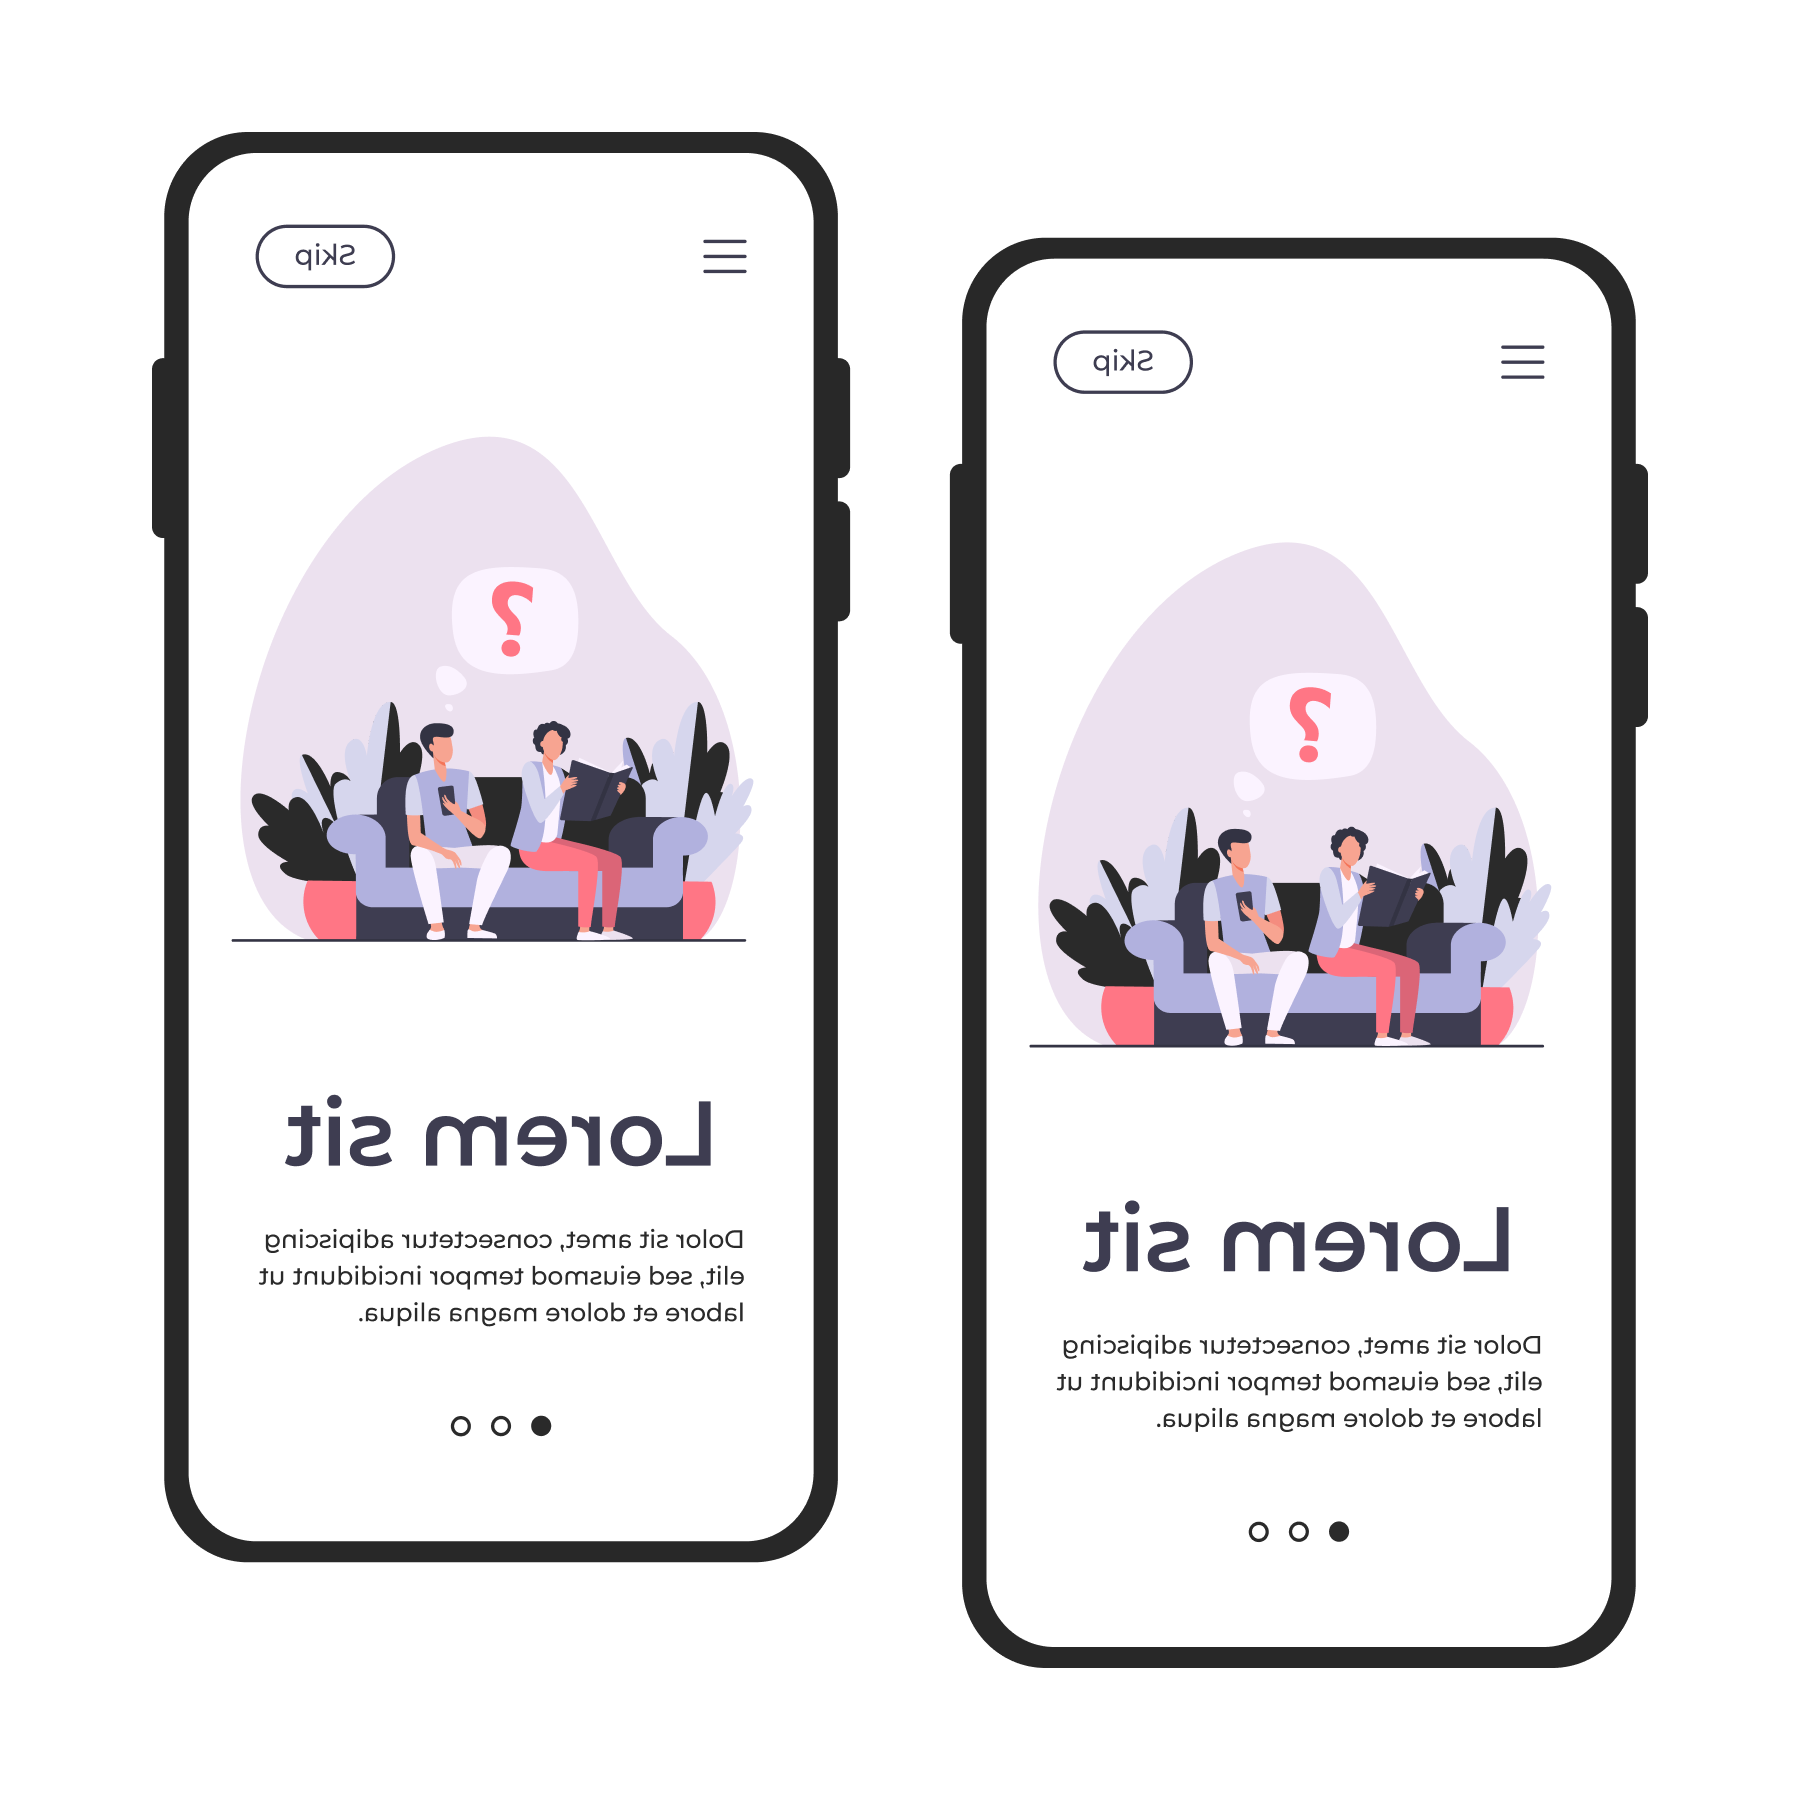 Skip
?
Lorem sit
Dolor sit amet, consectetur adipiscing
elit, sed eiusmod tempor incididunt ut
labore et dolore magna aliqua.
Skip
?
Lorem sit
Dolor sit amet, consectetur adipiscing
elit, sed eiusmod tempor incididunt ut
labore et dolore magna aliqua.